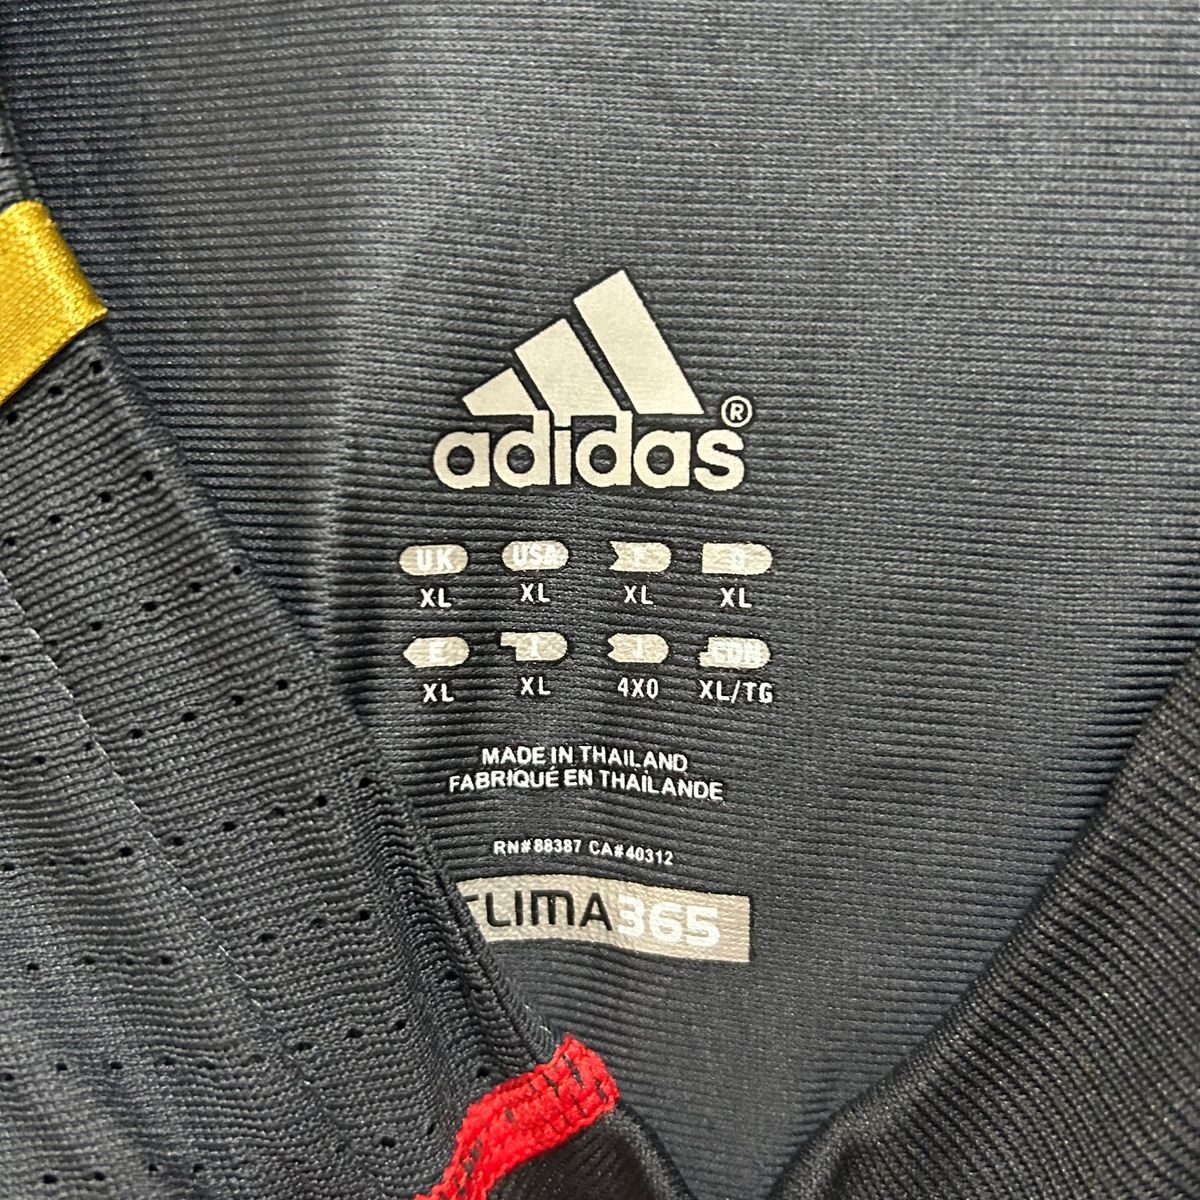 adidas®
UK USA F D
XL XL XL XL
E I J CDN
XL XL 4XO XL/TG
MADE IN THAILAND
FABRIQUÉ EN THAÏLANDE
RN#88387 CA#40312
CLIMA365